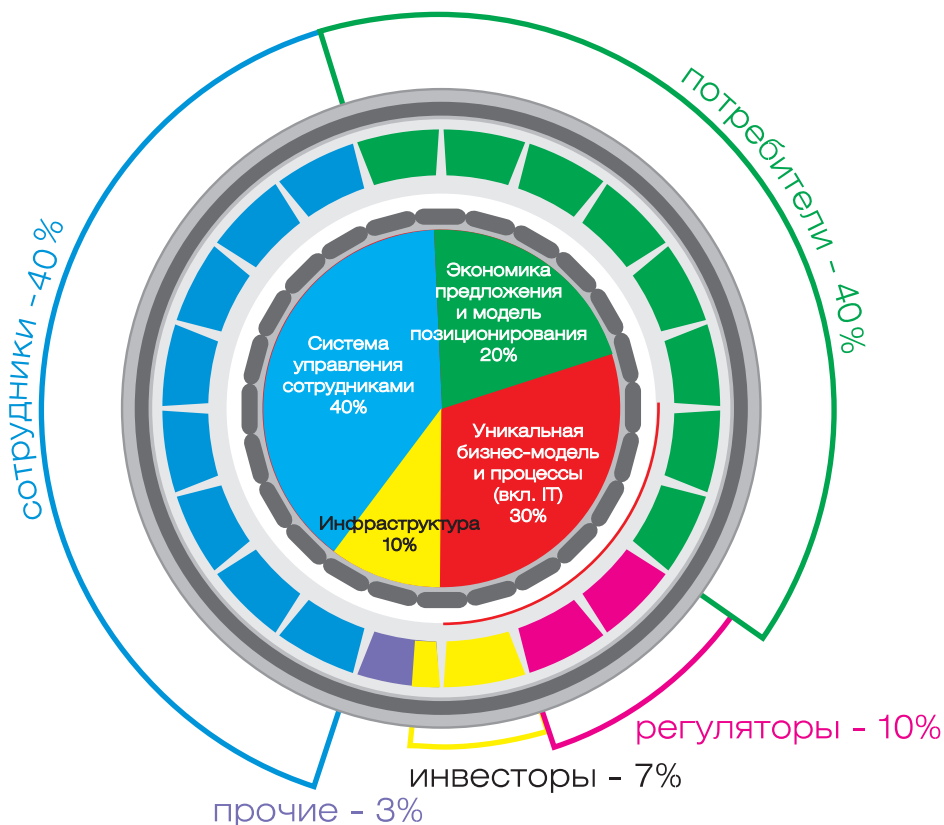 сотрудники - 40%
потребители - 40%
Экономика
предложения
и модель
позиционирования
20%
Система
управления
сотрудниками
40%
Уникальная
бизнес-модель
и процессы
(вкл. IT)
30%
Инфраструктура
10%
регуляторы - 10%
инвесторы - 7%
прочие - 3%